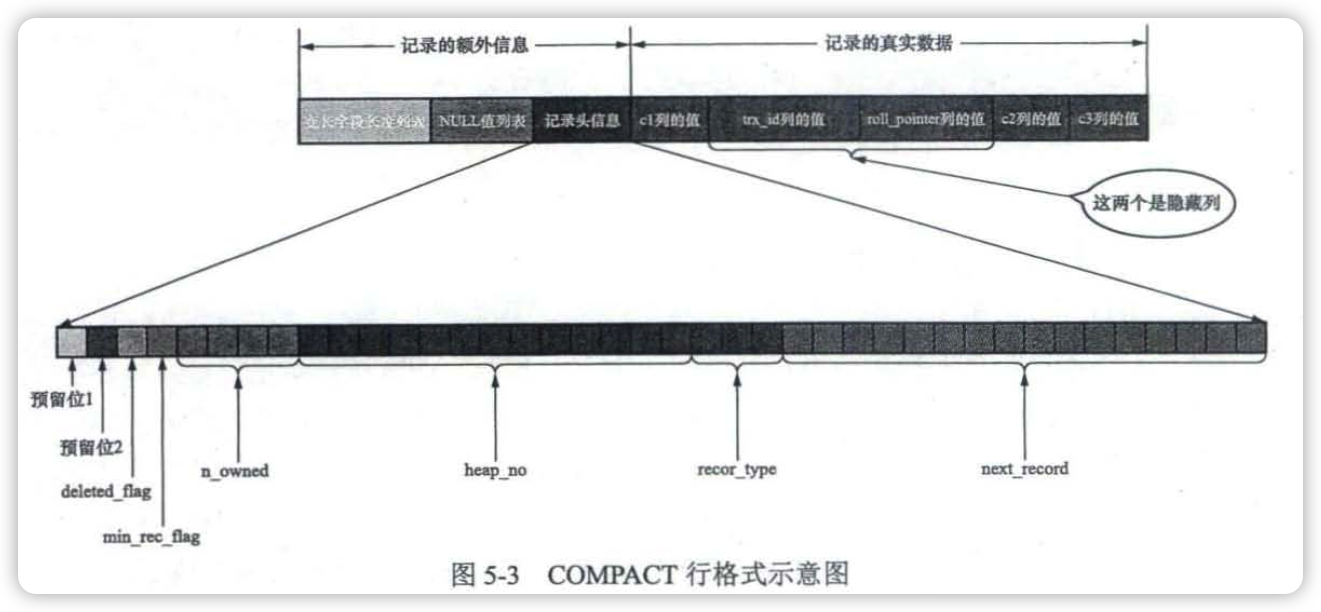 记录的额外信息
记录的真实数据
变长字段长度列表 NULL值列表 记录头信息 c1列的值 trx_id列的值 roll_pointer列的值 c2列的值 c3列的值
这两个是隐藏列
预留位1
预留位2
deleted_flag
min_rec_flag
n_owned
heap_no
recor_type
next_record
图 5-3 COMPACT 行格式示意图